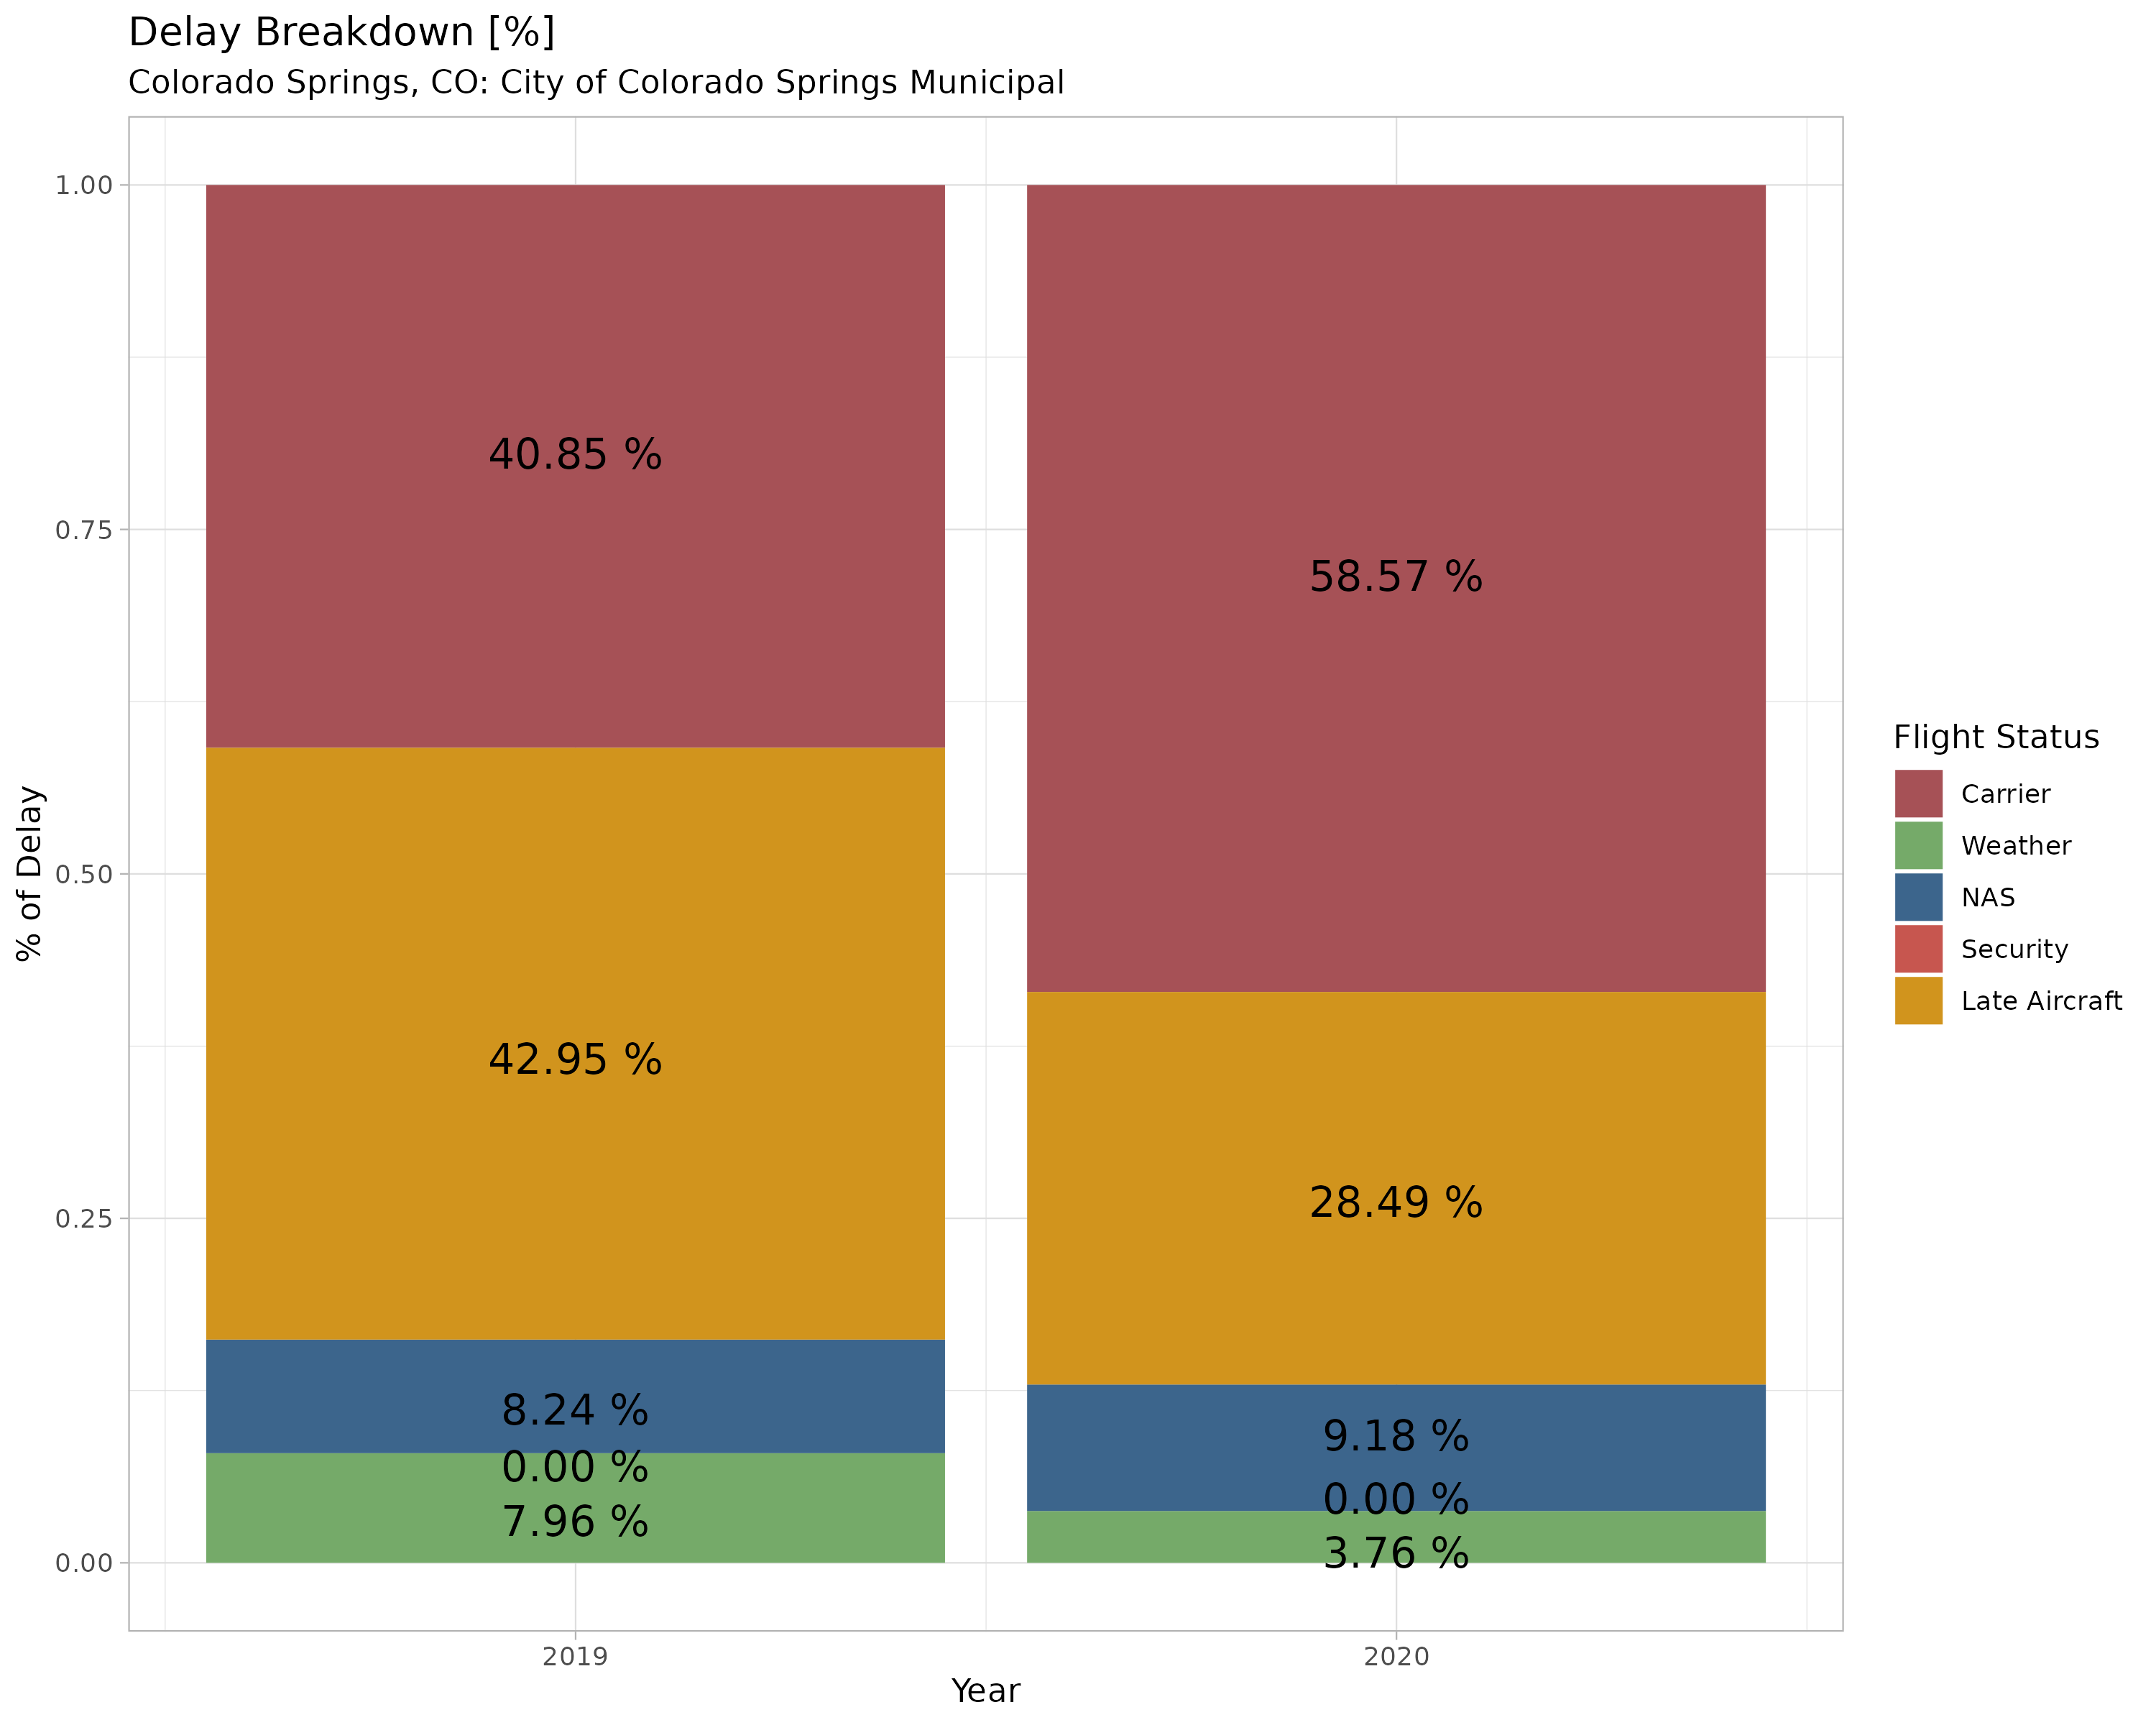 Delay Breakdown [%]
Colorado Springs, CO: City of Colorado Springs Municipal
% of Delay
1.00
0.75
0.50
0.25
0.00
40.85 %
42.95 %
8.24 %
0.00 %
7.96 %
58.57 %
28.49 %
9.18 %
0.00 %
3.76 %
2019
2020
Year
Flight Status
Carrier
Weather
NAS
Security
Late Aircraft